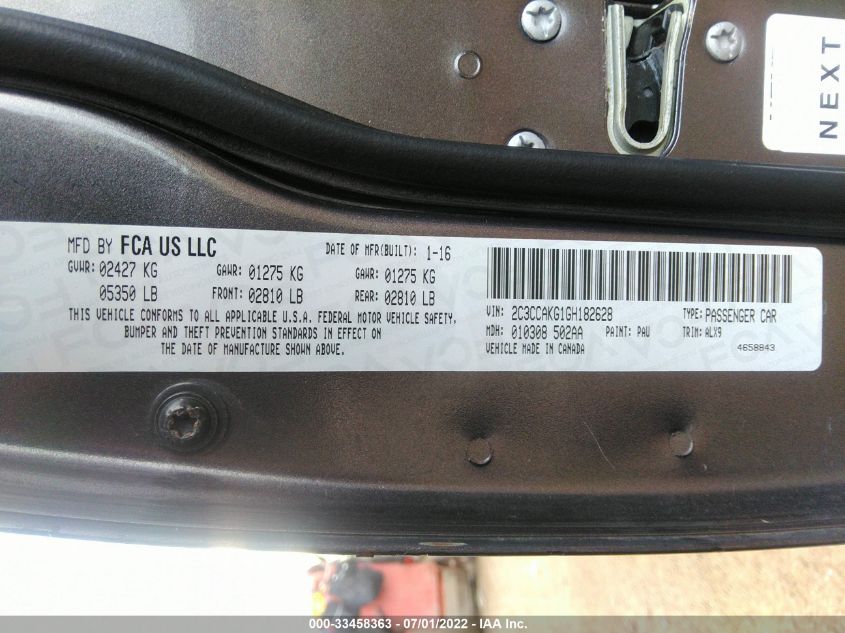 NEXT
MFD BY FCA US LLC DATE OF MFR(BUILT): 1-16
GVWR: 02427 KG GAWR: 01275 KG GAWR: 01275 KG
05350 LB FRONT: 02810 LB REAR: 02810 LB
THIS VEHICLE CONFORMS TO ALL APPLICABLE U.S.A. FEDERAL MOTOR VEHICLE SAFETY,
BUMPER AND THEFT PREVENTION STANDARDS IN EFFECT ON
THE DATE OF MANUFACTURE SHOWN ABOVE.
VIN: 2C3CCAKG1GH182628 TYPE: PASSENGER CAR
MDH: 010308 502AA PAINT: PAU TRIM: ALX9
VEHICLE MADE IN CANADA 4658843
000-33458363 - 07/01/2022 - IAA Inc.